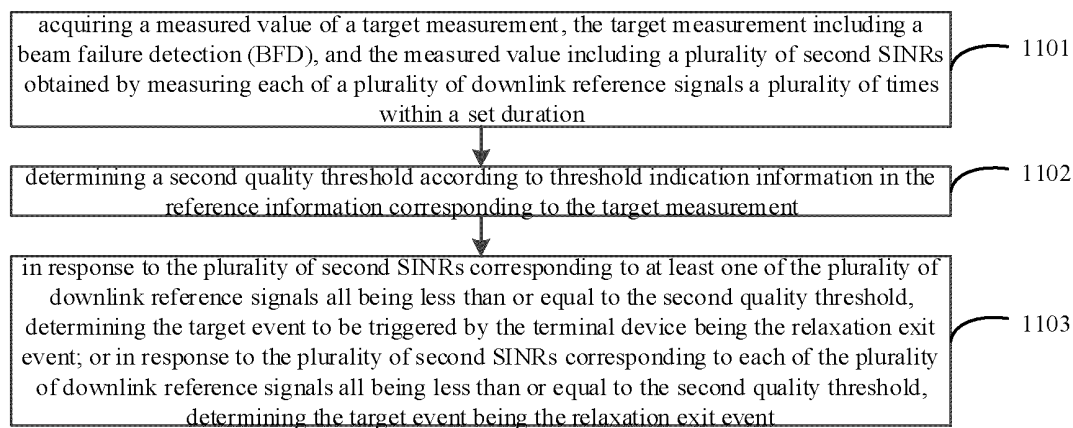 acquiring a measured value of a target measurement, the target measurement including a
beam failure detection (BFD), and the measured value including a plurality of second SINRs
obtained by measuring each of a plurality of downlink reference signals a plurality of times
within a set duration
1101
determining a second quality threshold according to threshold indication information in the
reference information corresponding to the target measurement
1102
in response to the plurality of second SINRs corresponding to at least one of the plurality of
downlink reference signals all being less than or equal to the second quality threshold,
determining the target event to be triggered by the terminal device being the relaxation exit
event; or in response to the plurality of second SINRs corresponding to each of the plurality
of downlink reference signals all being less than or equal to the second quality threshold,
determining the target event being the relaxation exit event
1103